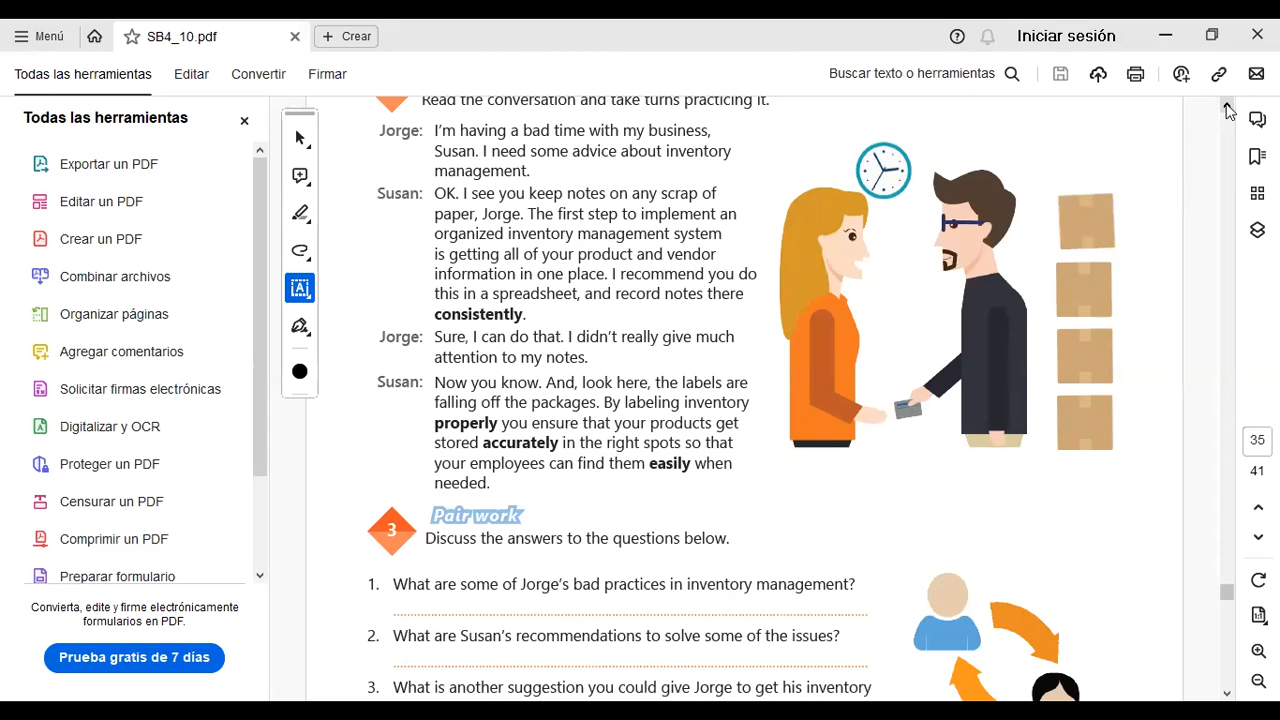 Menú
SB4_10.pdf
Crear
Iniciar sesión
Todas las herramientas
Editar
Convertir
Firmar
Buscar texto o herramientas
Todas las herramientas
Exportar un PDF
Editar un PDF
Crear un PDF
Combinar archivos
Organizar páginas
Agregar comentarios
Solicitar firmas electrónicas
Digitalizar y OCR
Proteger un PDF
Censurar un PDF
Comprimir un PDF
Preparar formulario
Convierta, edite y firme electrónicamente
formularios en PDF.
Prueba gratis de 7 días
Read the conversation and take turns practicing it.
Jorge: I'm having a bad time with my business,
Susan. I need some advice about inventory
management.
Susan: OK. I see you keep notes on any scrap of
paper, Jorge. The first step to implement an
organized inventory management system
is getting all of your product and vendor
information in one place. I recommend you do
this in a spreadsheet, and record notes there
consistently.
Jorge: Sure, I can do that. I didn't really give much
attention to my notes.
Susan: Now you know. And, look here, the labels are
falling off the packages. By labeling inventory
properly you ensure that your products get
stored accurately in the right spots so that
your employees can find them easily when
needed.
3
Pair work
Discuss the answers to the questions below.
1. What are some of Jorge's bad practices in inventory management?
2. What are Susan's recommendations to solve some of the issues?
3. What is another suggestion you could give Jorge to get his inventory
35
41